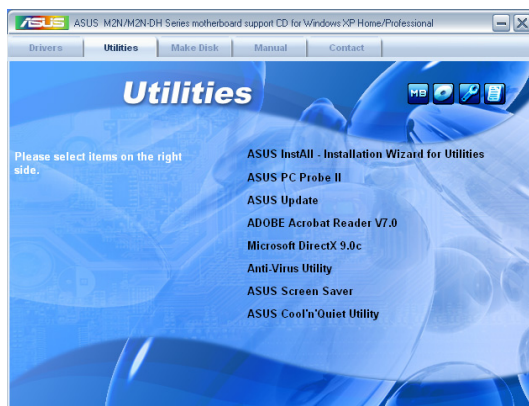 ASUS M2N/M2N-DH Series motherboard support CD for Windows XP Home/Professional
Drivers Utilities Make Disk Manual Contact
Utilities
MB
Please select items on the right
side.
ASUS InstAll - Installation Wizard for Utilities
ASUS PC Probe II
ASUS Update
ADOBE Acrobat Reader V7.0
Microsoft DirectX 9.0c
Anti-Virus Utility
ASUS Screen Saver
ASUS Cool'n'Quiet Utility